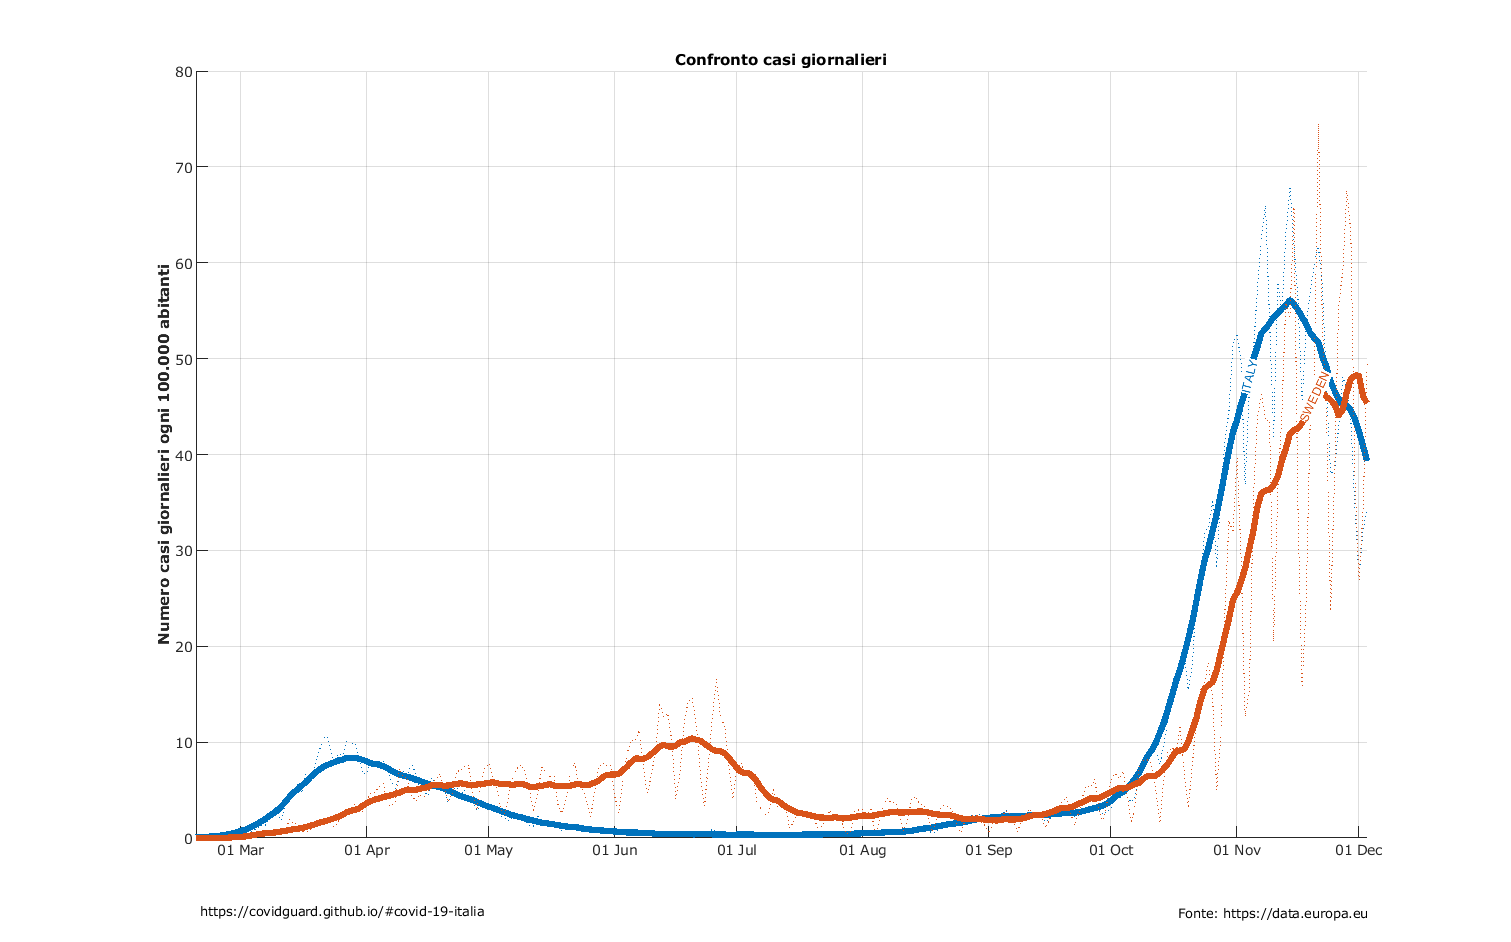 Confronto casi giornalieri
Numero casi giornalieri ogni 100.000 abitanti
80
70
60
50
40
30
20
10
0
ITALY
SWEDEN
01 Mar
01 Apr
01 May
01 Jun
01 Jul
01 Aug
01 Sep
01 Oct
01 Nov
01 Dec
https://covidguard.github.io/#covid-19-italia
Fonte: https://data.europa.eu